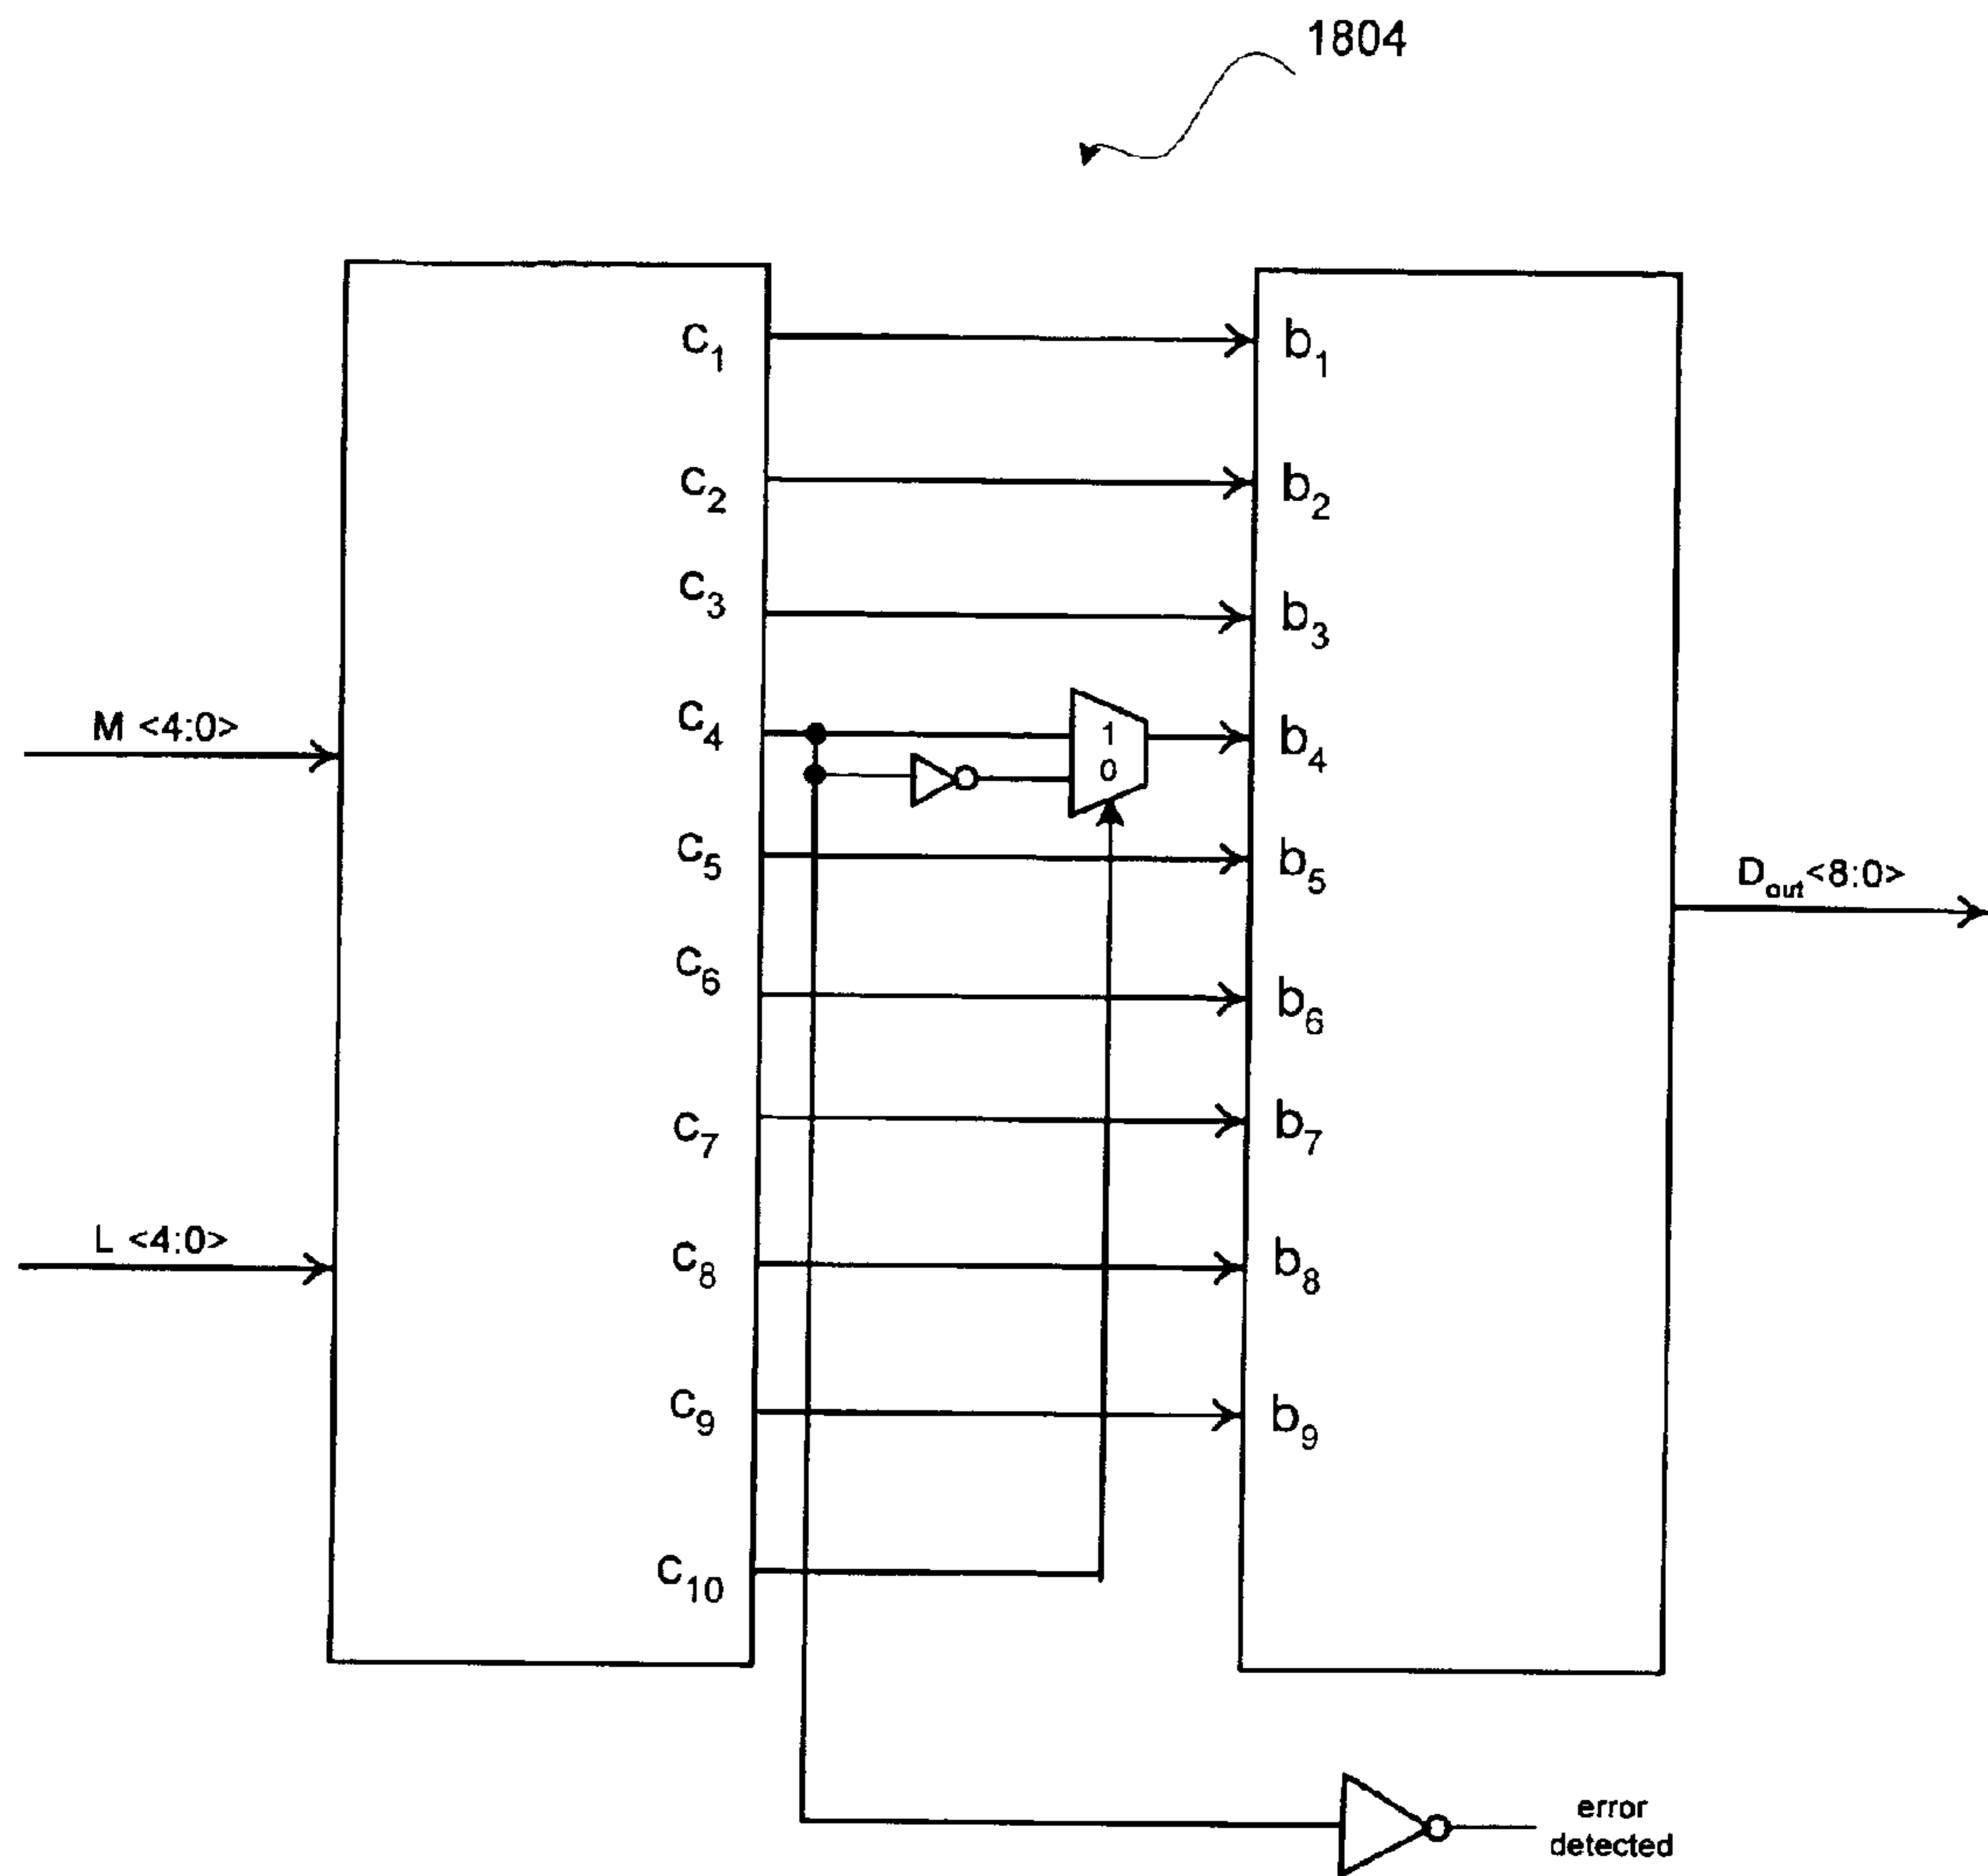 1804
c1
b1
c2
b2
c3
b3
M <4:0>
c4
1
0
b4
c5
b5
Dout<8:0>
c6
b6
c7
b7
L <4:0>
c8
b8
c9
b9
c10
error
detected